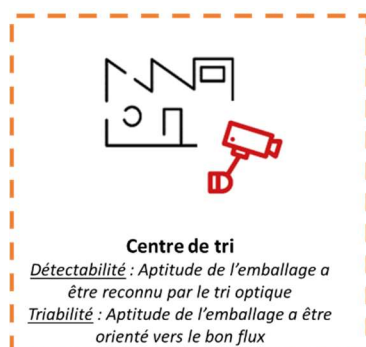 Centre de tri
Détectabilité : Aptitude de l'emballage a
être reconnu par le tri optique
Triabilité : Aptitude de l'emballage a être
orienté vers le bon flux